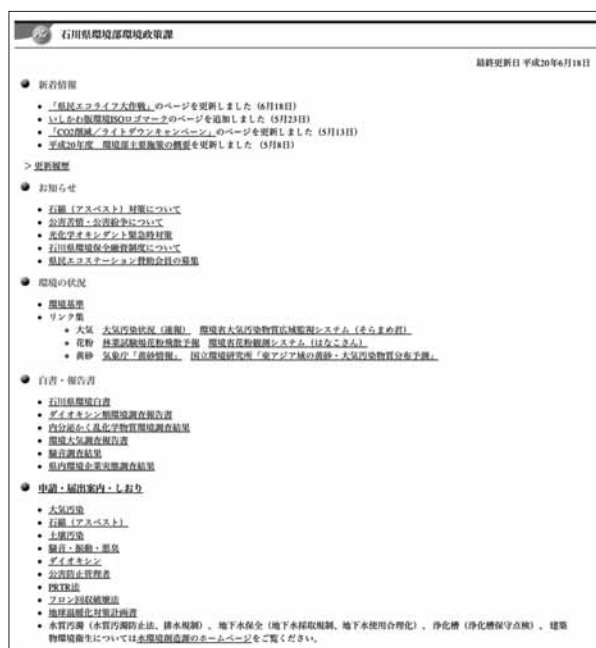 石川県環境部環境政策課
最終更新日 平成20年6月18日
新着情報
「県民エコライフ大作戦」のページを更新しました (6月18日)
いしかわ版環境ISOロゴマークのページを追加しました (5月23日)
「CO2削減／ライトダウンキャンペーン」のページを更新しました (5月13日)
平成20年度 環境部主要施策の概要を更新しました (5月8日)
＞更新履歴
お知らせ
石綿 (アスベスト) 対策について
公害苦情・公害紛争について
光化学オキシダント緊急時対策
石川県環境保全融資制度について
県民エコステーション賛助会員の募集
環境の状況
環境基準
リンク集
大気 大気汚染状況 (速報) 環境省大気汚染物質広域監視システム (そらまめ君)
花粉 林業試験場花粉飛散予報 環境省花粉観測システム (はなこさん)
黄砂 気象庁「黄砂情報」 国立環境研究所「東アジア域の黄砂・大気汚染物質分布予測」
白書・報告書
石川県環境白書
ダイオキシン類環境調査報告書
内分泌かく乱化学物質環境調査結果
環境大気調査報告書
騒音調査結果
県内環境企業実態調査結果
申請・届出案内・しおり
大気汚染
石綿 (アスベスト)
土壌汚染
騒音・振動・悪臭
ダイオキシン
公害防止管理者
PRTR法
フロン回収破壊法
地球温暖化対策計画書
水質汚濁 (水質汚濁防止法、排水規制) 、 地下水保全 (地下水採取規制、地下水使用合理化) 、 浄化槽 (浄化槽保守点検) 、 建築
物環境衛生については水環境創造課のホームページをご覧ください。